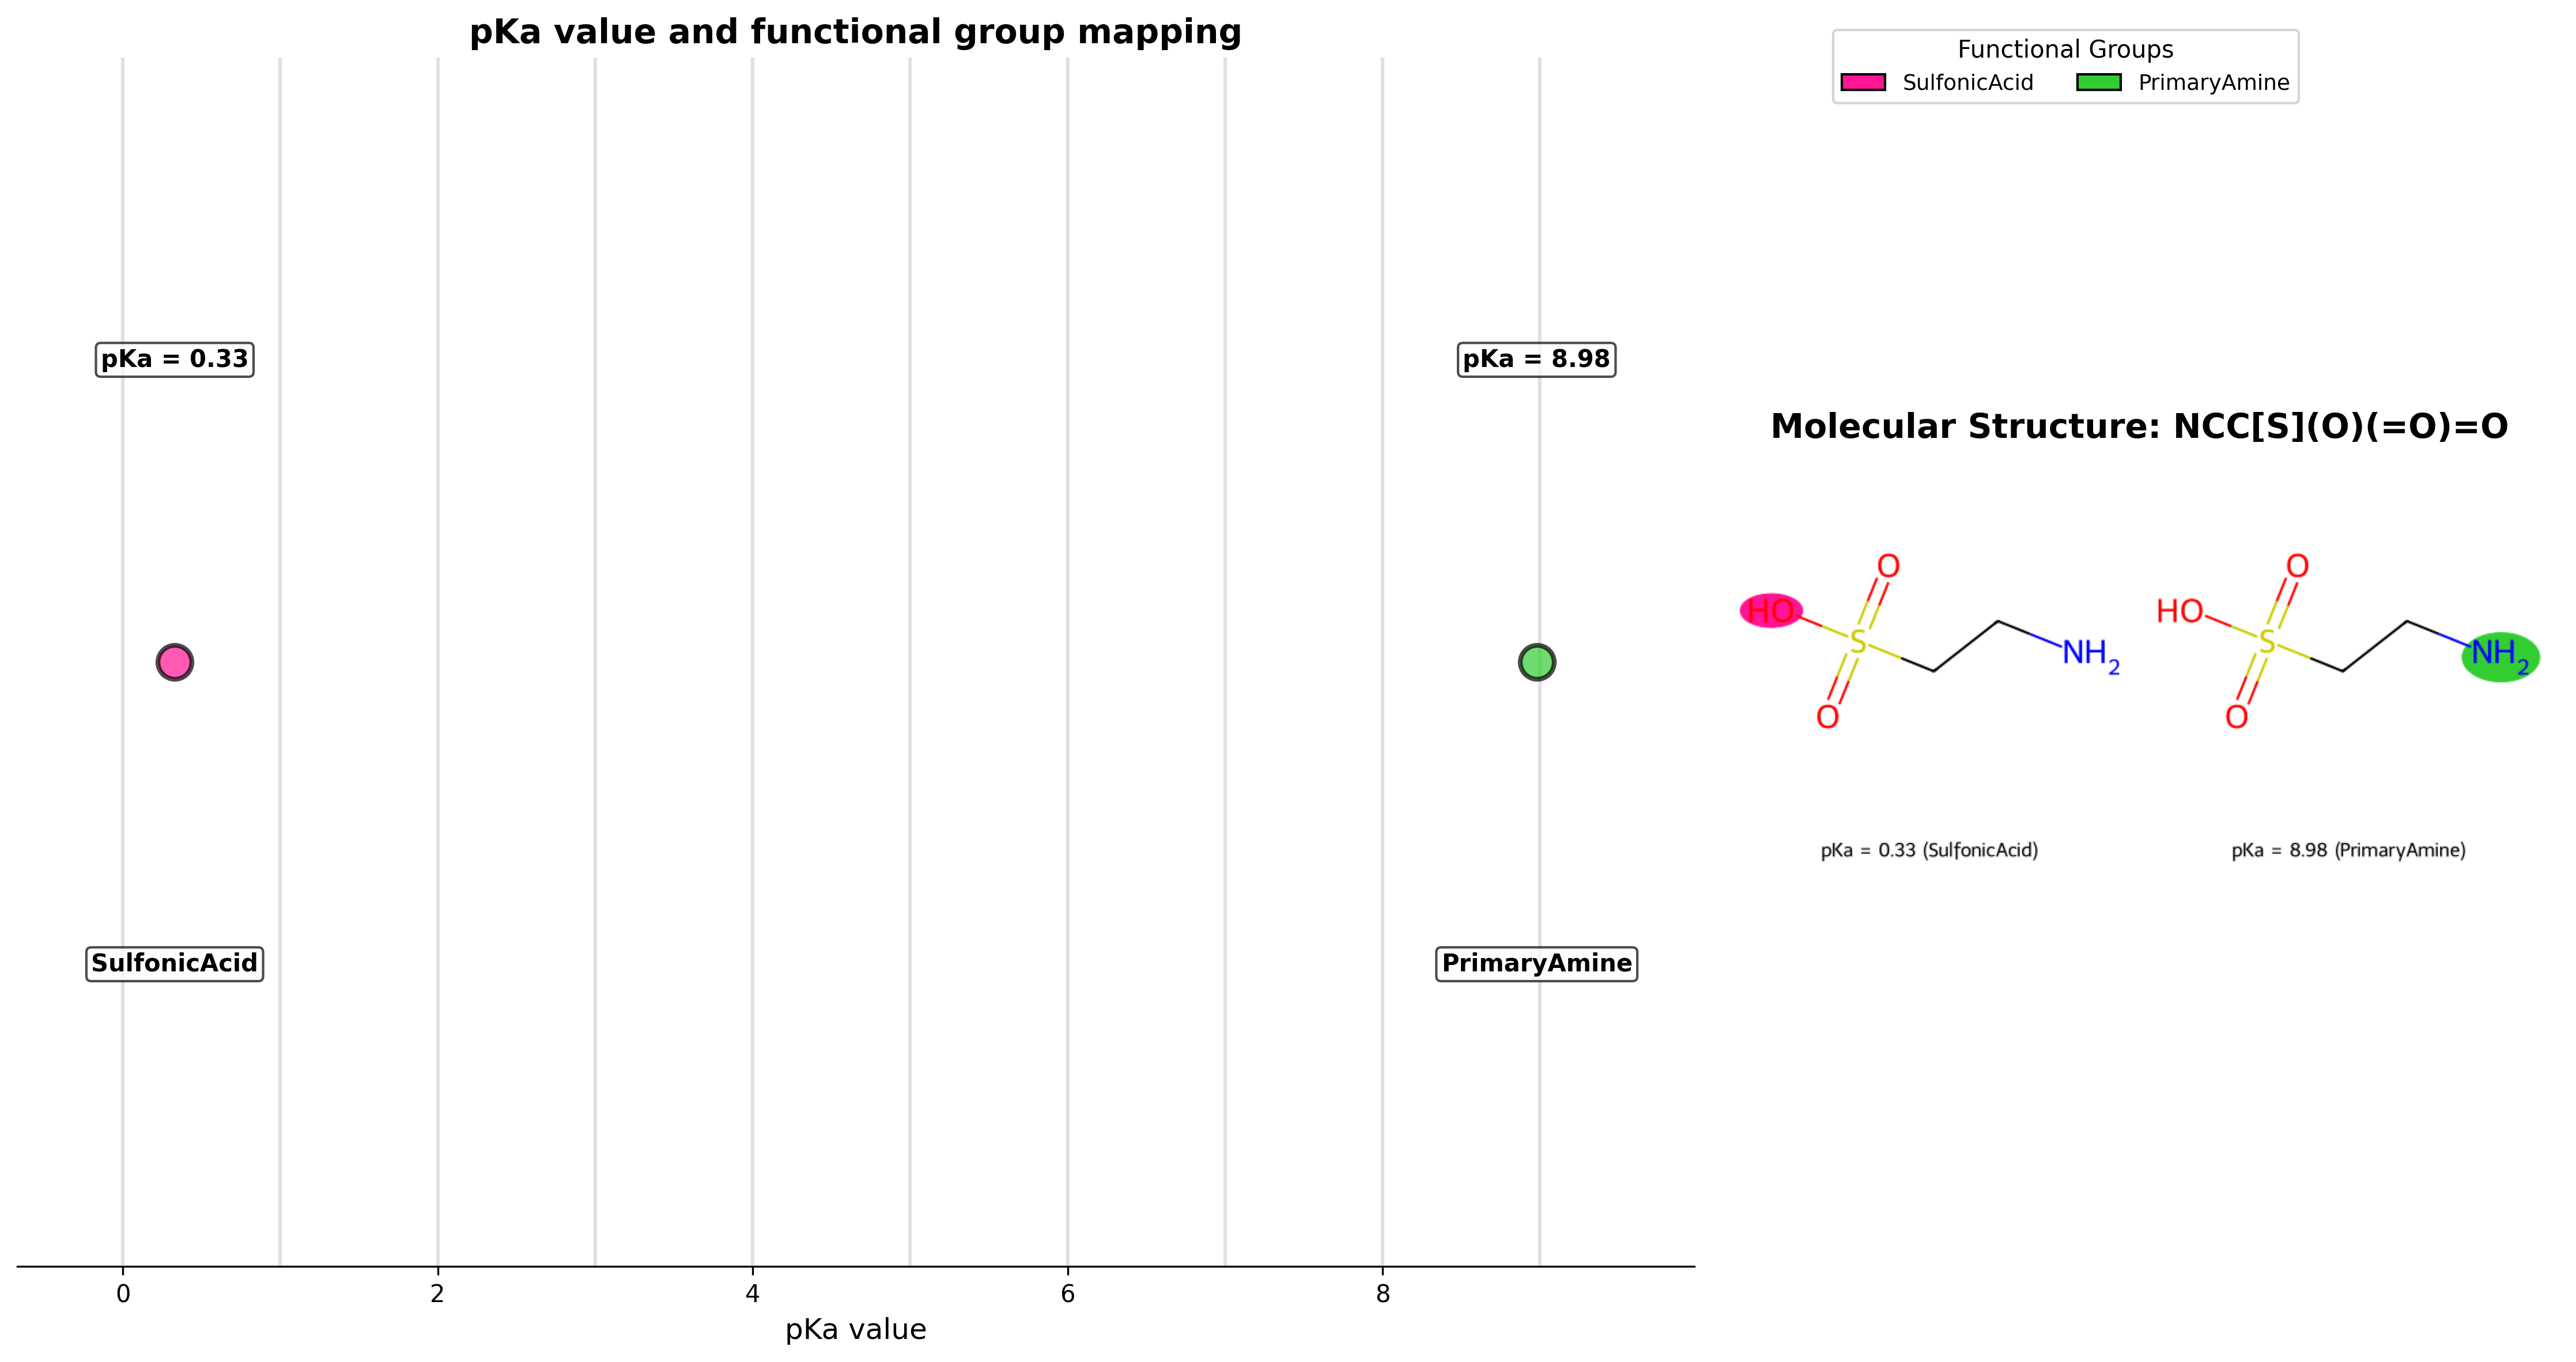 pKa value and functional group mapping
pKa = 0.33
pKa = 8.98
SulfonicAcid
PrimaryAmine
0 2 4 6 8
pKa value
Functional Groups
SulfonicAcid PrimaryAmine
Molecular Structure: NCC[S](O)(=O)=O
O
HO
S
NH2
O
O
HO
S
NH2
O
pKa = 0.33 (SulfonicAcid)
pKa = 8.98 (PrimaryAmine)